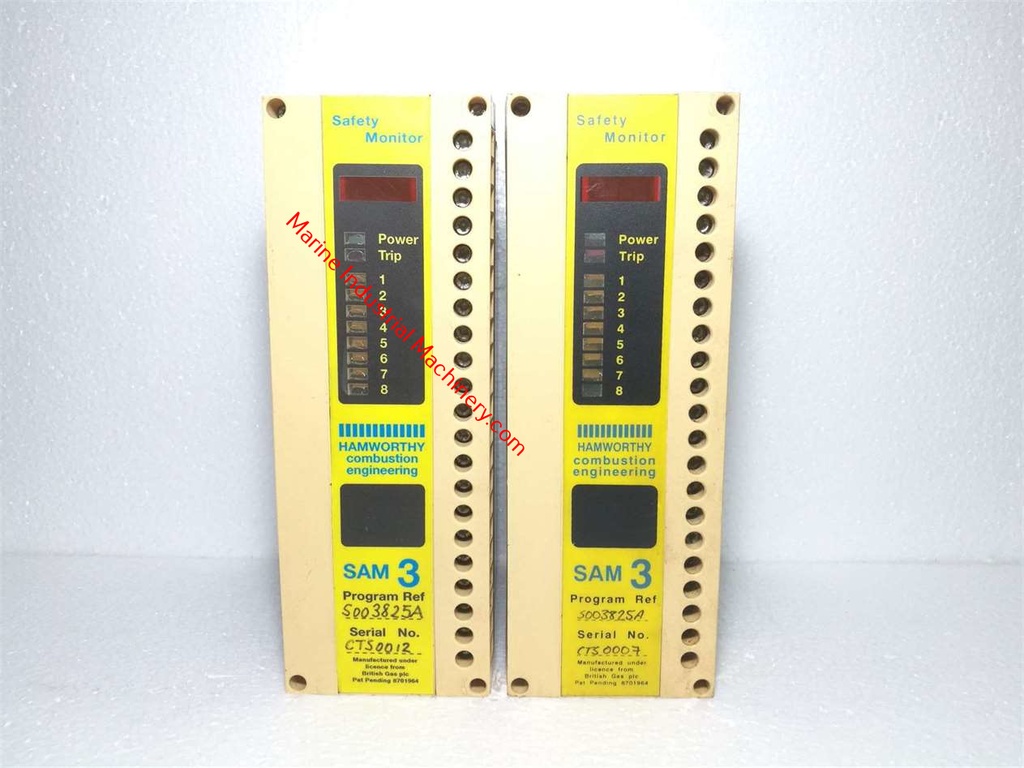 Safety
Monitor
Power
Trip
1
2
3
4
5
6
7
8
HAMWORTHY
combustion
engineering
SAM 3
Program Ref
S003825A
Serial No.
CTS0012
Manufactured under
licence from
British Gas plc
Pat Pending 8701964
Safety
Monitor
Power
Trip
1
2
3
4
5
6
7
8
HAMWORTHY
combustion
engineering
SAM 3
Program Ref
S003825A
Serial No.
CTS0007
Manufactured under
licence from
British Gas plc
Pat Pending 8701964
Marine Industrial Machinery.com